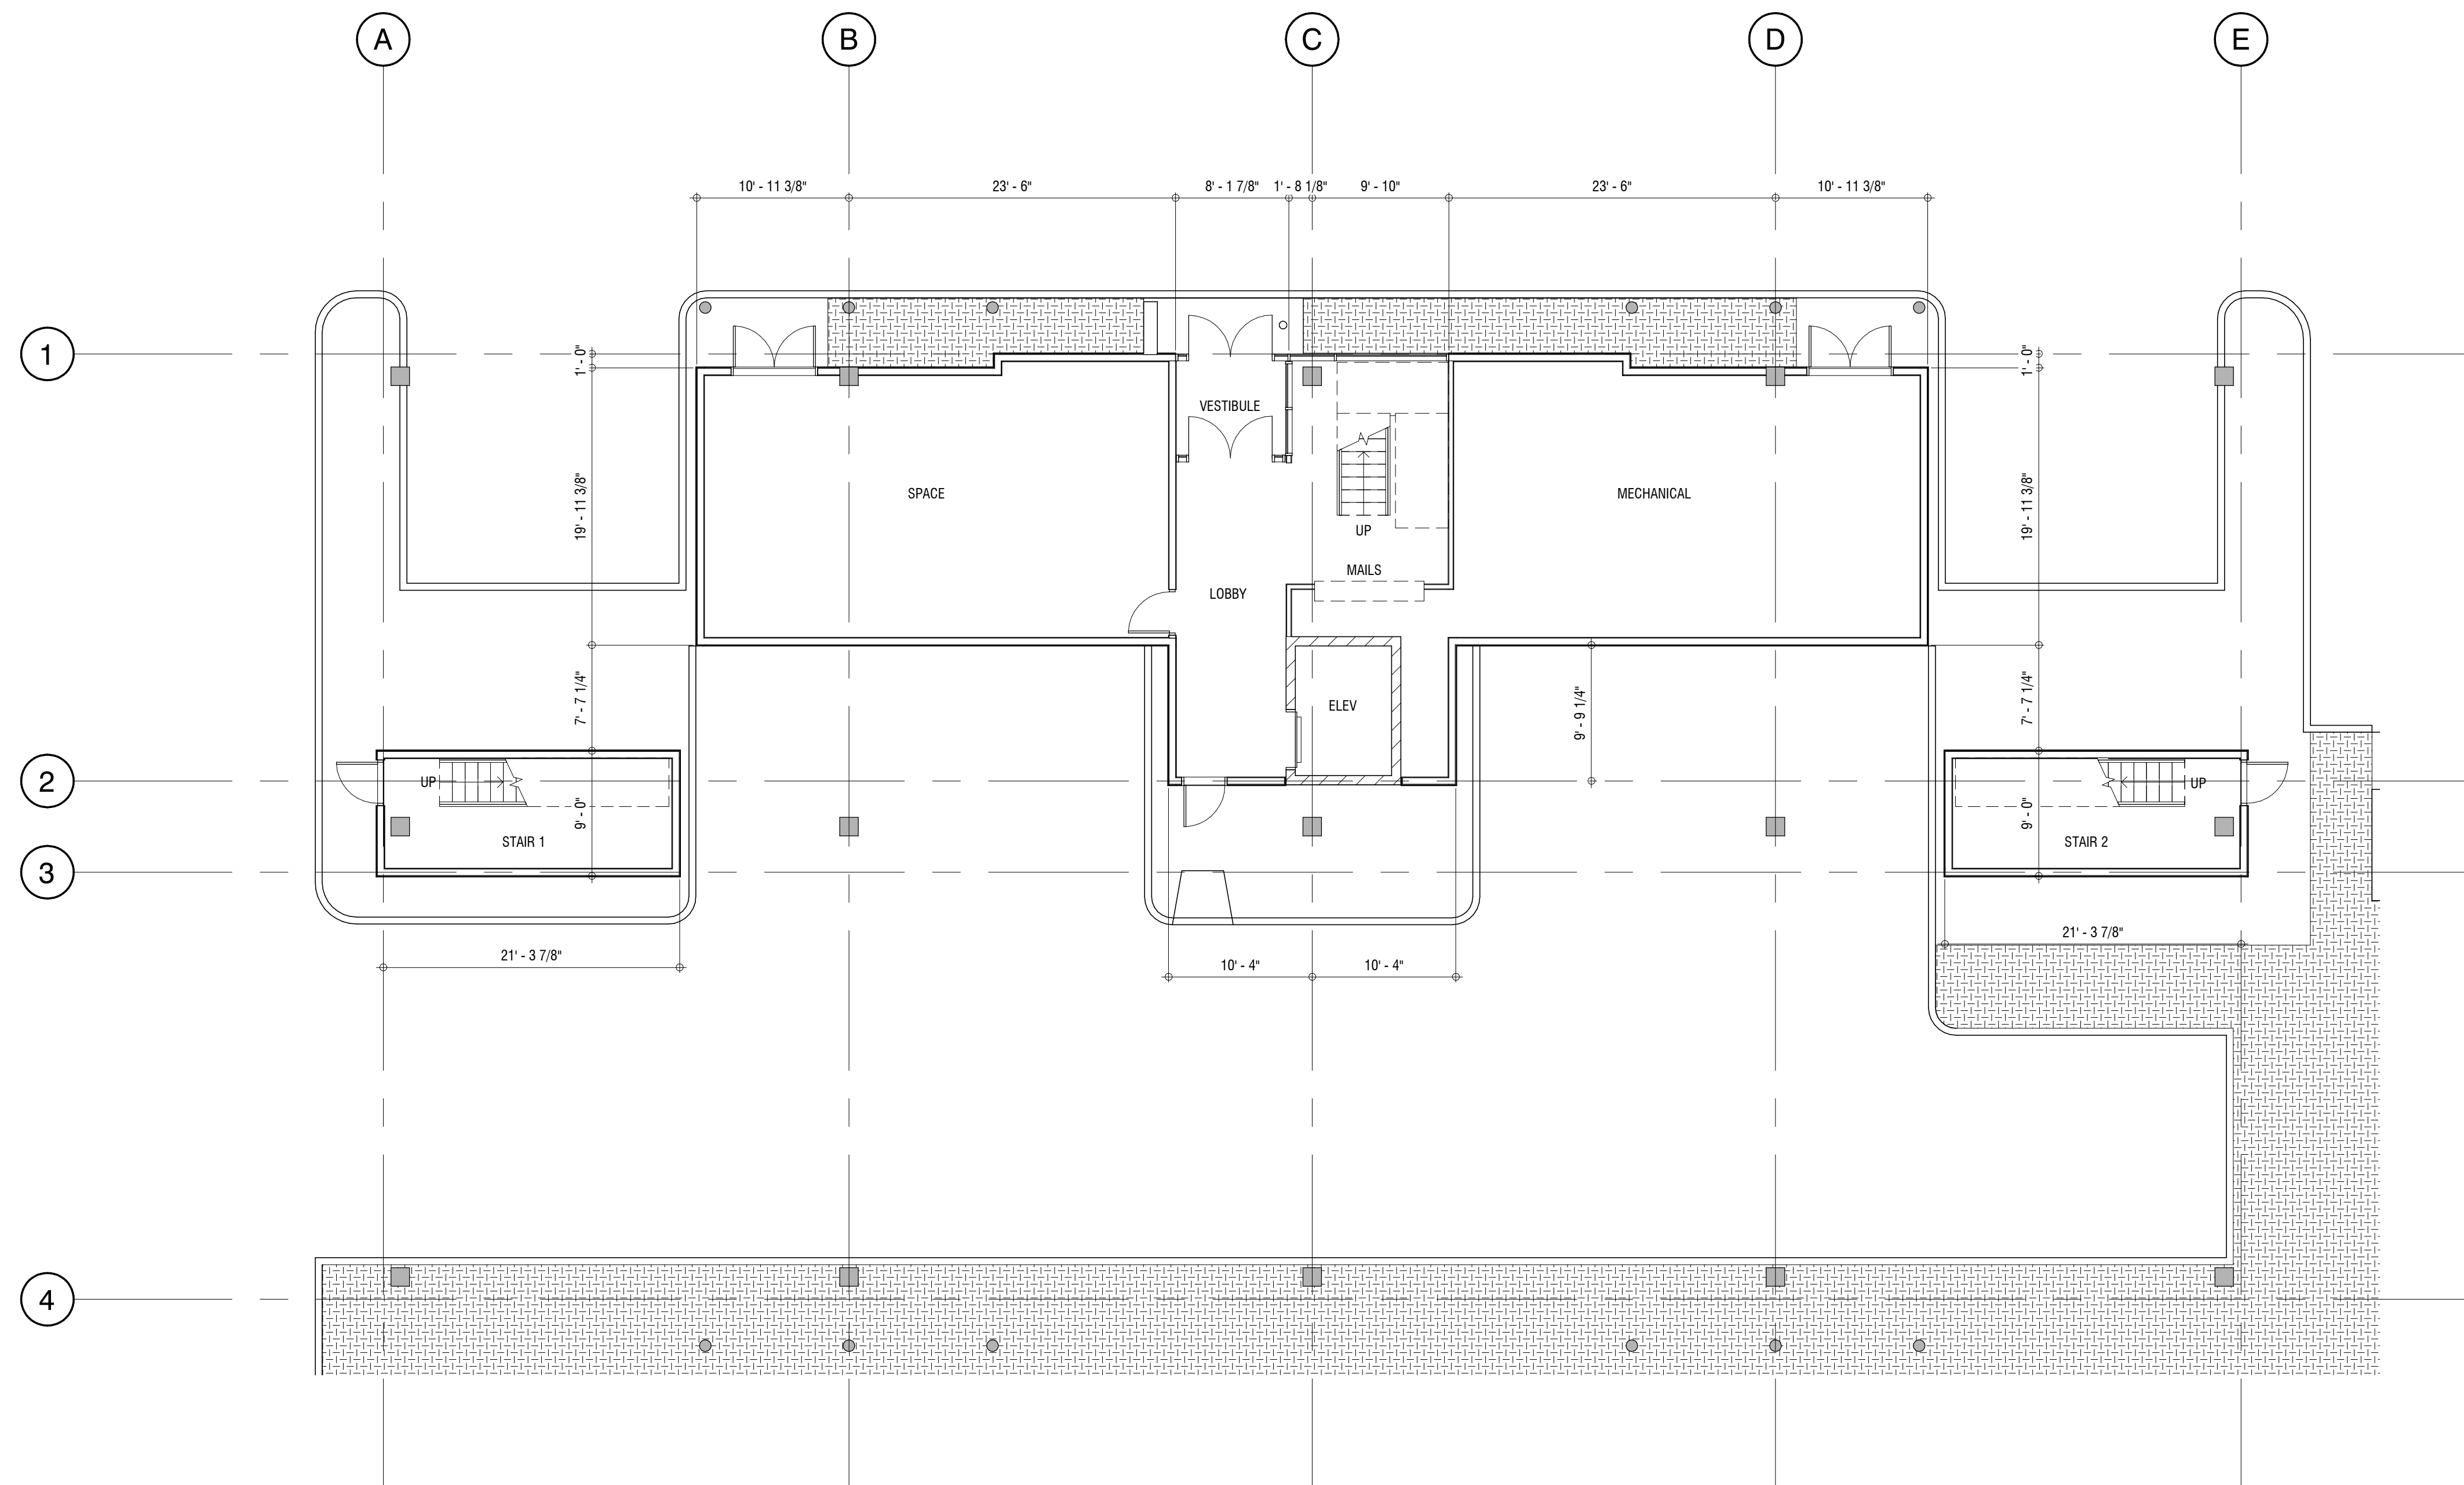 A
B
C
D
E
10' - 11 3/8"
23' - 6"
8' - 1 7/8"
1' - 8 1/8"
9' - 10"
23' - 6"
10' - 11 3/8"
1
1' - 0"
1' - 0"
VESTIBULE
SPACE
MECHANICAL
19' - 11 3/8"
19' - 11 3/8"
UP
MAILS
LOBBY
7' - 7 1/4"
ELEV
9' - 9 1/4"
7' - 7 1/4"
2
UP
UP
9' - 0"
9' - 0"
STAIR 1
STAIR 2
3
21' - 3 7/8"
10' - 4"
10' - 4"
21' - 3 7/8"
4